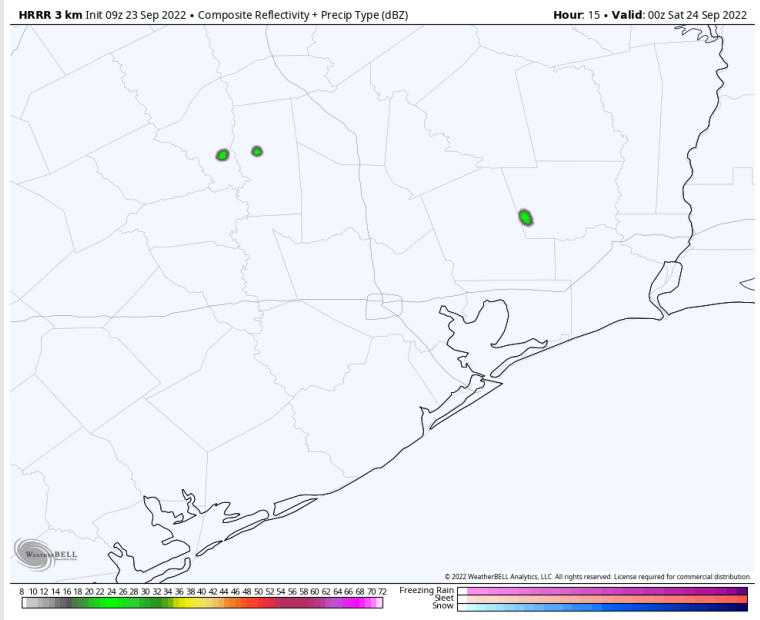 HRRR 3 km Init 09z 23 Sep 2022 • Composite Reflectivity + Precip Type (dBZ) Hour: 15 • Valid: 00z Sat 24 Sep 2022
WEATHERBELL
© 2022 WeatherBELL Analytics, LLC. All rights reserved. License required for commercial distribution.
8 10 12 14 16 18 20 22 24 26 28 30 32 34 36 38 40 42 44 46 48 50 52 54 56 58 60 62 64 66 68 70 72
Freezing Rain
Sleet
Snow